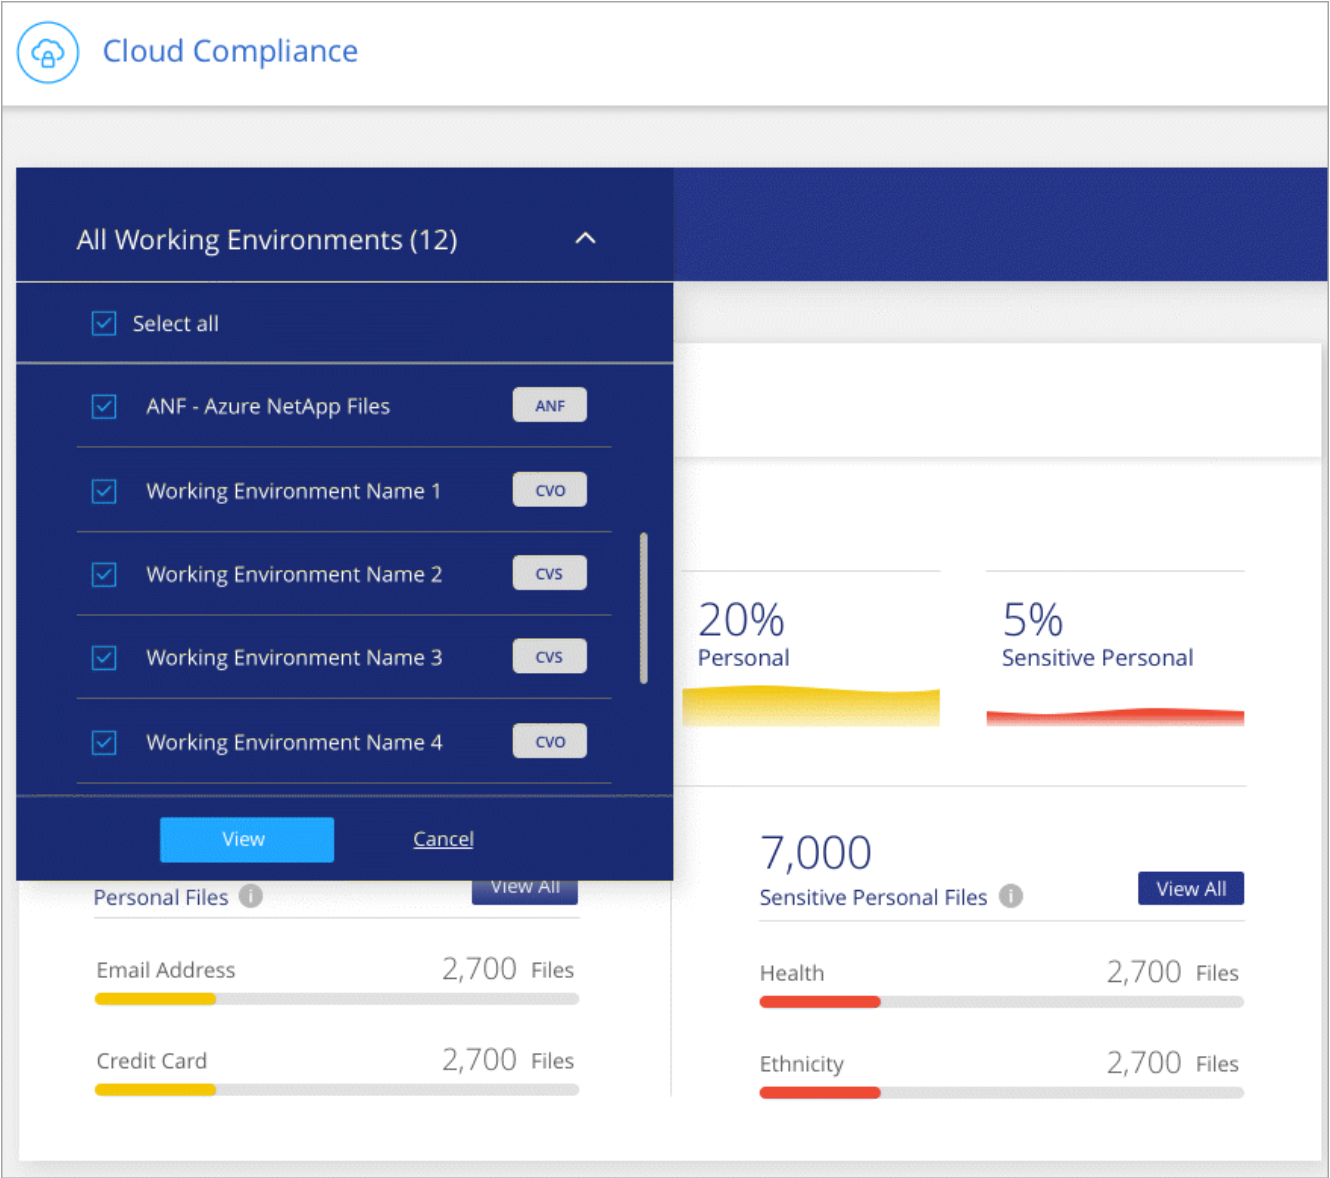 Cloud Compliance
All Working Environments (12)
Select all
ANF - Azure NetApp Files ANF
Working Environment Name 1 CVO
Working Environment Name 2 CVS
Working Environment Name 3 CVS
Working Environment Name 4 CVO
View Cancel
20%
Personal
5%
Sensitive Personal
Personal Files i View All
Email Address 2,700 Files
Credit Card 2,700 Files
7,000
Sensitive Personal Files i View All
Health 2,700 Files
Ethnicity 2,700 Files